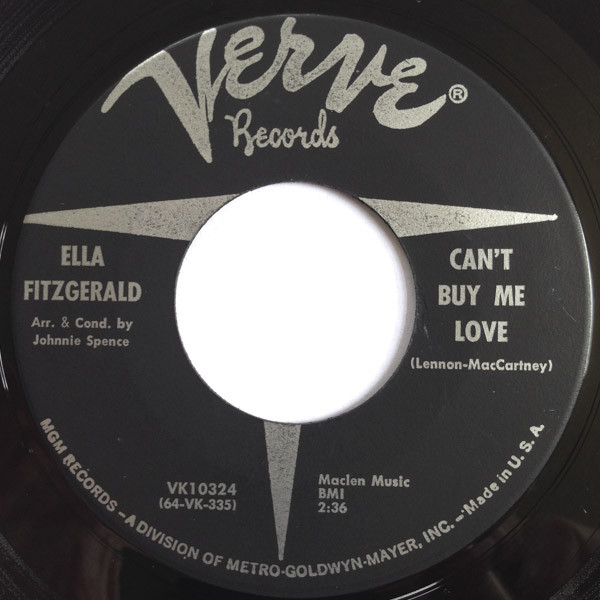 Verve®
Records
ELLA
FITZGERALD
Arr. & Cond. by
Johnnie Spence
CAN'T
BUY ME
LOVE
(Lennon-MacCartney)
VK10324
(64-VK-335)
Maclen Music
BMI
2:36
MGM RECORDS – A DIVISION OF METRO-GOLDWYN-MAYER, INC. – Made in U.S.A.